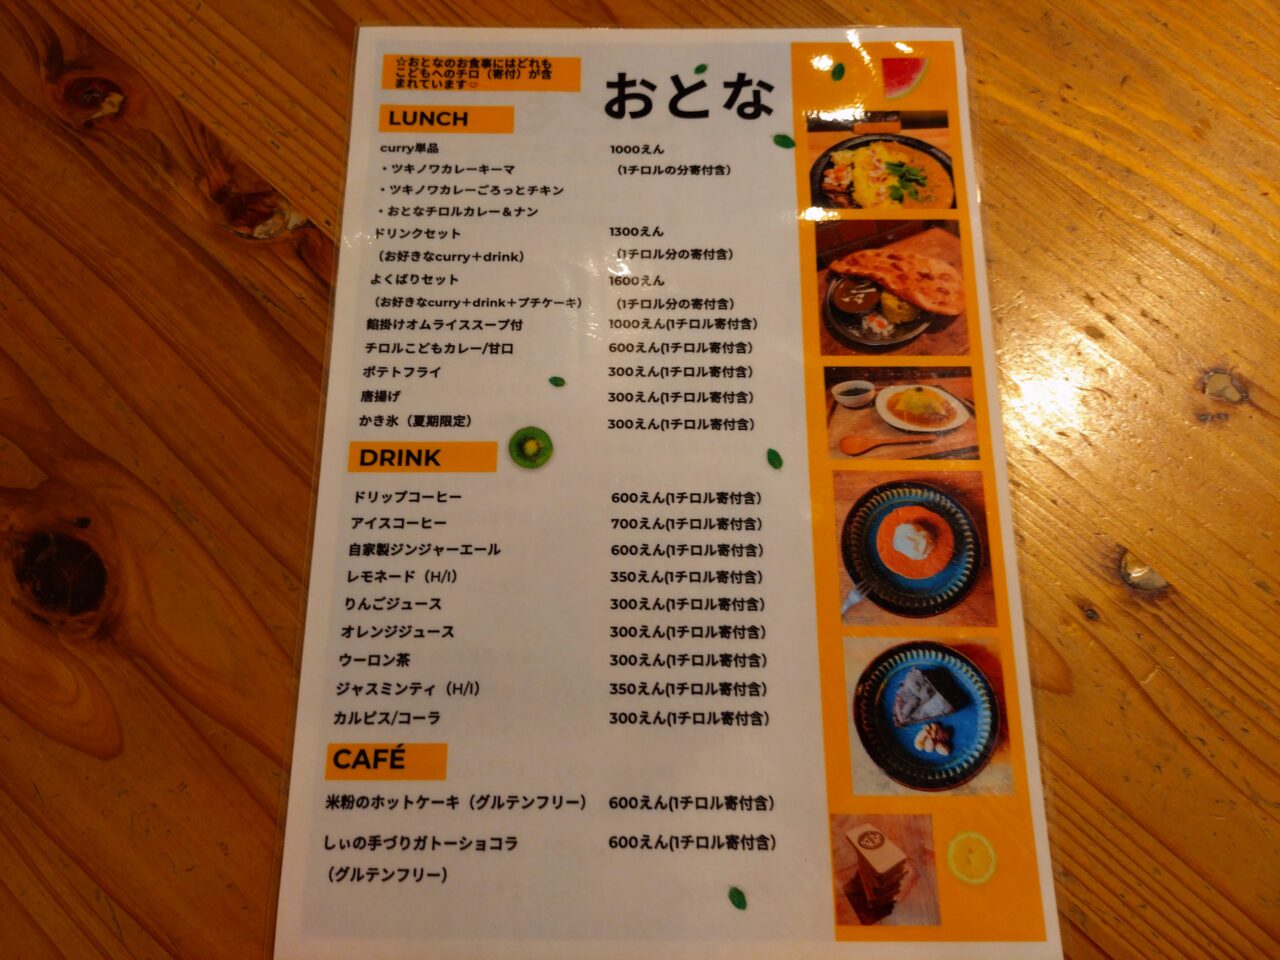 ☆おとなのお食事にはどれも
こどもへのチロ（寄付）が含
まれています
おとな
LUNCH
curry単品 1000えん
・ツキノワカレーキーマ （1チロルの分寄付含）
・ツキノワカレーごろっとチキン
・おとなチロルカレー＆ナン
ドリンクセット 1300えん
（お好きなcurry＋drink） （1チロル分の寄付含）
よくばりセット 1600えん
（お好きなcurry＋drink＋プチケーキ） （1チロル分の寄付含）
餡掛けオムライススープ付 1000えん(1チロル寄付含）
チロルこどもカレー/甘口 600えん(1チロル寄付含）
ポテトフライ 300えん(1チロル寄付含）
唐揚げ 300えん(1チロル寄付含）
かき氷（夏期限定） 300えん(1チロル寄付含）
DRINK
ドリップコーヒー 600えん(1チロル寄付含）
アイスコーヒー 700えん(1チロル寄付含）
自家製ジンジャーエール 600えん(1チロル寄付含）
レモネード（H/I） 350えん(1チロル寄付含）
りんごジュース 300えん(1チロル寄付含）
オレンジジュース 300えん(1チロル寄付含）
ウーロン茶 300えん(1チロル寄付含）
ジャスミンティ（H/I） 350えん(1チロル寄付含）
カルピス/コーラ 300えん(1チロル寄付含）
CAFÉ
米粉のホットケーキ（グルテンフリー） 600えん(1チロル寄付含）
しぃの手づりガトーショコラ 600えん(1チロル寄付含）
（グルテンフリー）